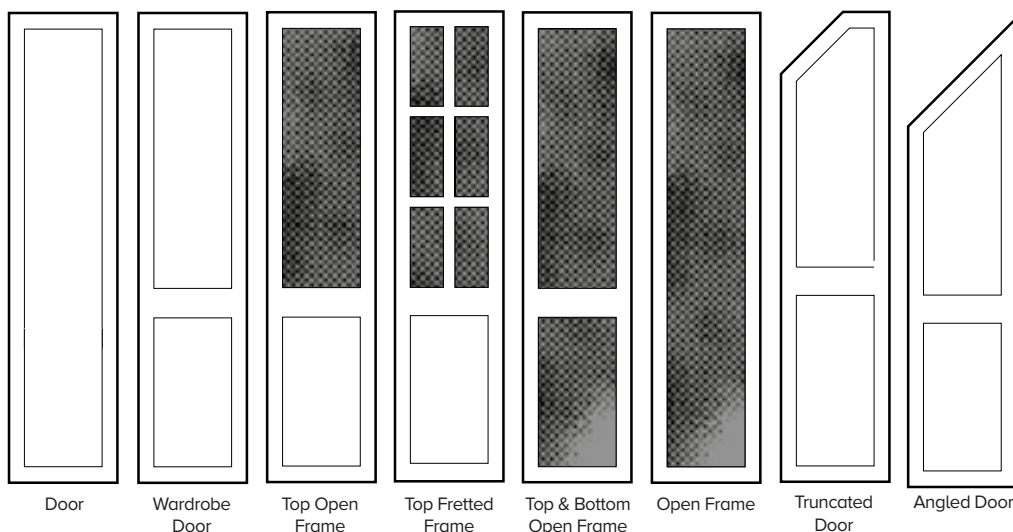 Door
Wardrobe
Door
Top Open
Frame
Top Fretted
Frame
Top & Bottom
Open Frame
Open Frame
Truncated
Door
Angled Door